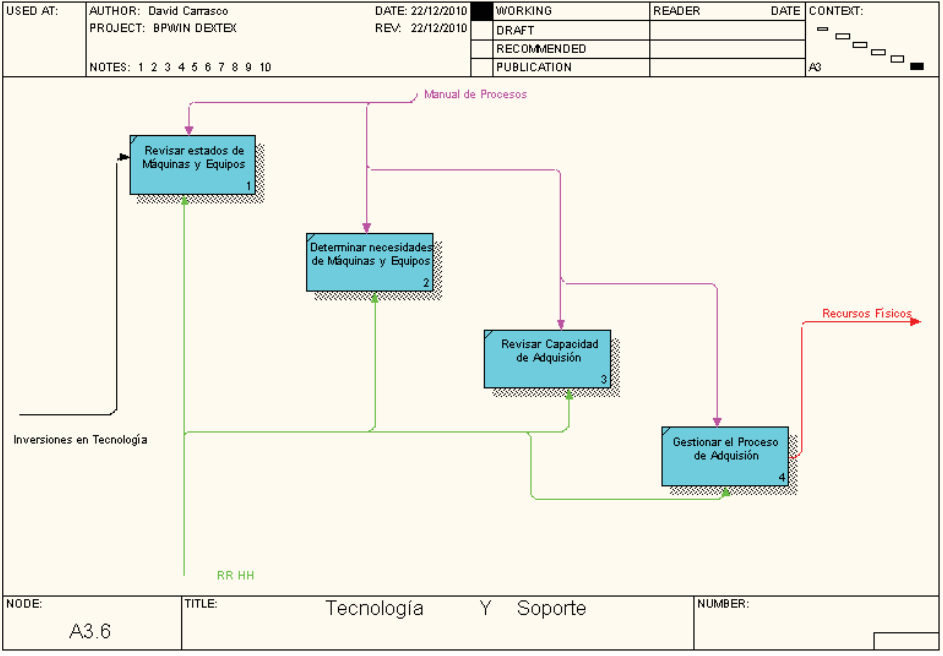 USED AT:
AUTHOR: David Carrasco
DATE: 22/12/2010
WORKING
READER
DATE
CONTEXT:
PROJECT: BPWIN DEXTEX
REV: 22/12/2010
DRAFT
RECOMMENDED
NOTES: 1 2 3 4 5 6 7 8 9 10
PUBLICATION
A3
Manual de Procesos
Revisar estados de
Máquinas y Equipos
1
Determinar necesidades
de Máquinas y Equipos
2
Recursos Físicos
Revisar Capacidad
de Adquisión
3
Inversiones en Tecnología
Gestionar el Proceso
de Adquisión
4
RR HH
NODE:
TITLE:
Tecnología Y Soporte
NUMBER:
A3.6